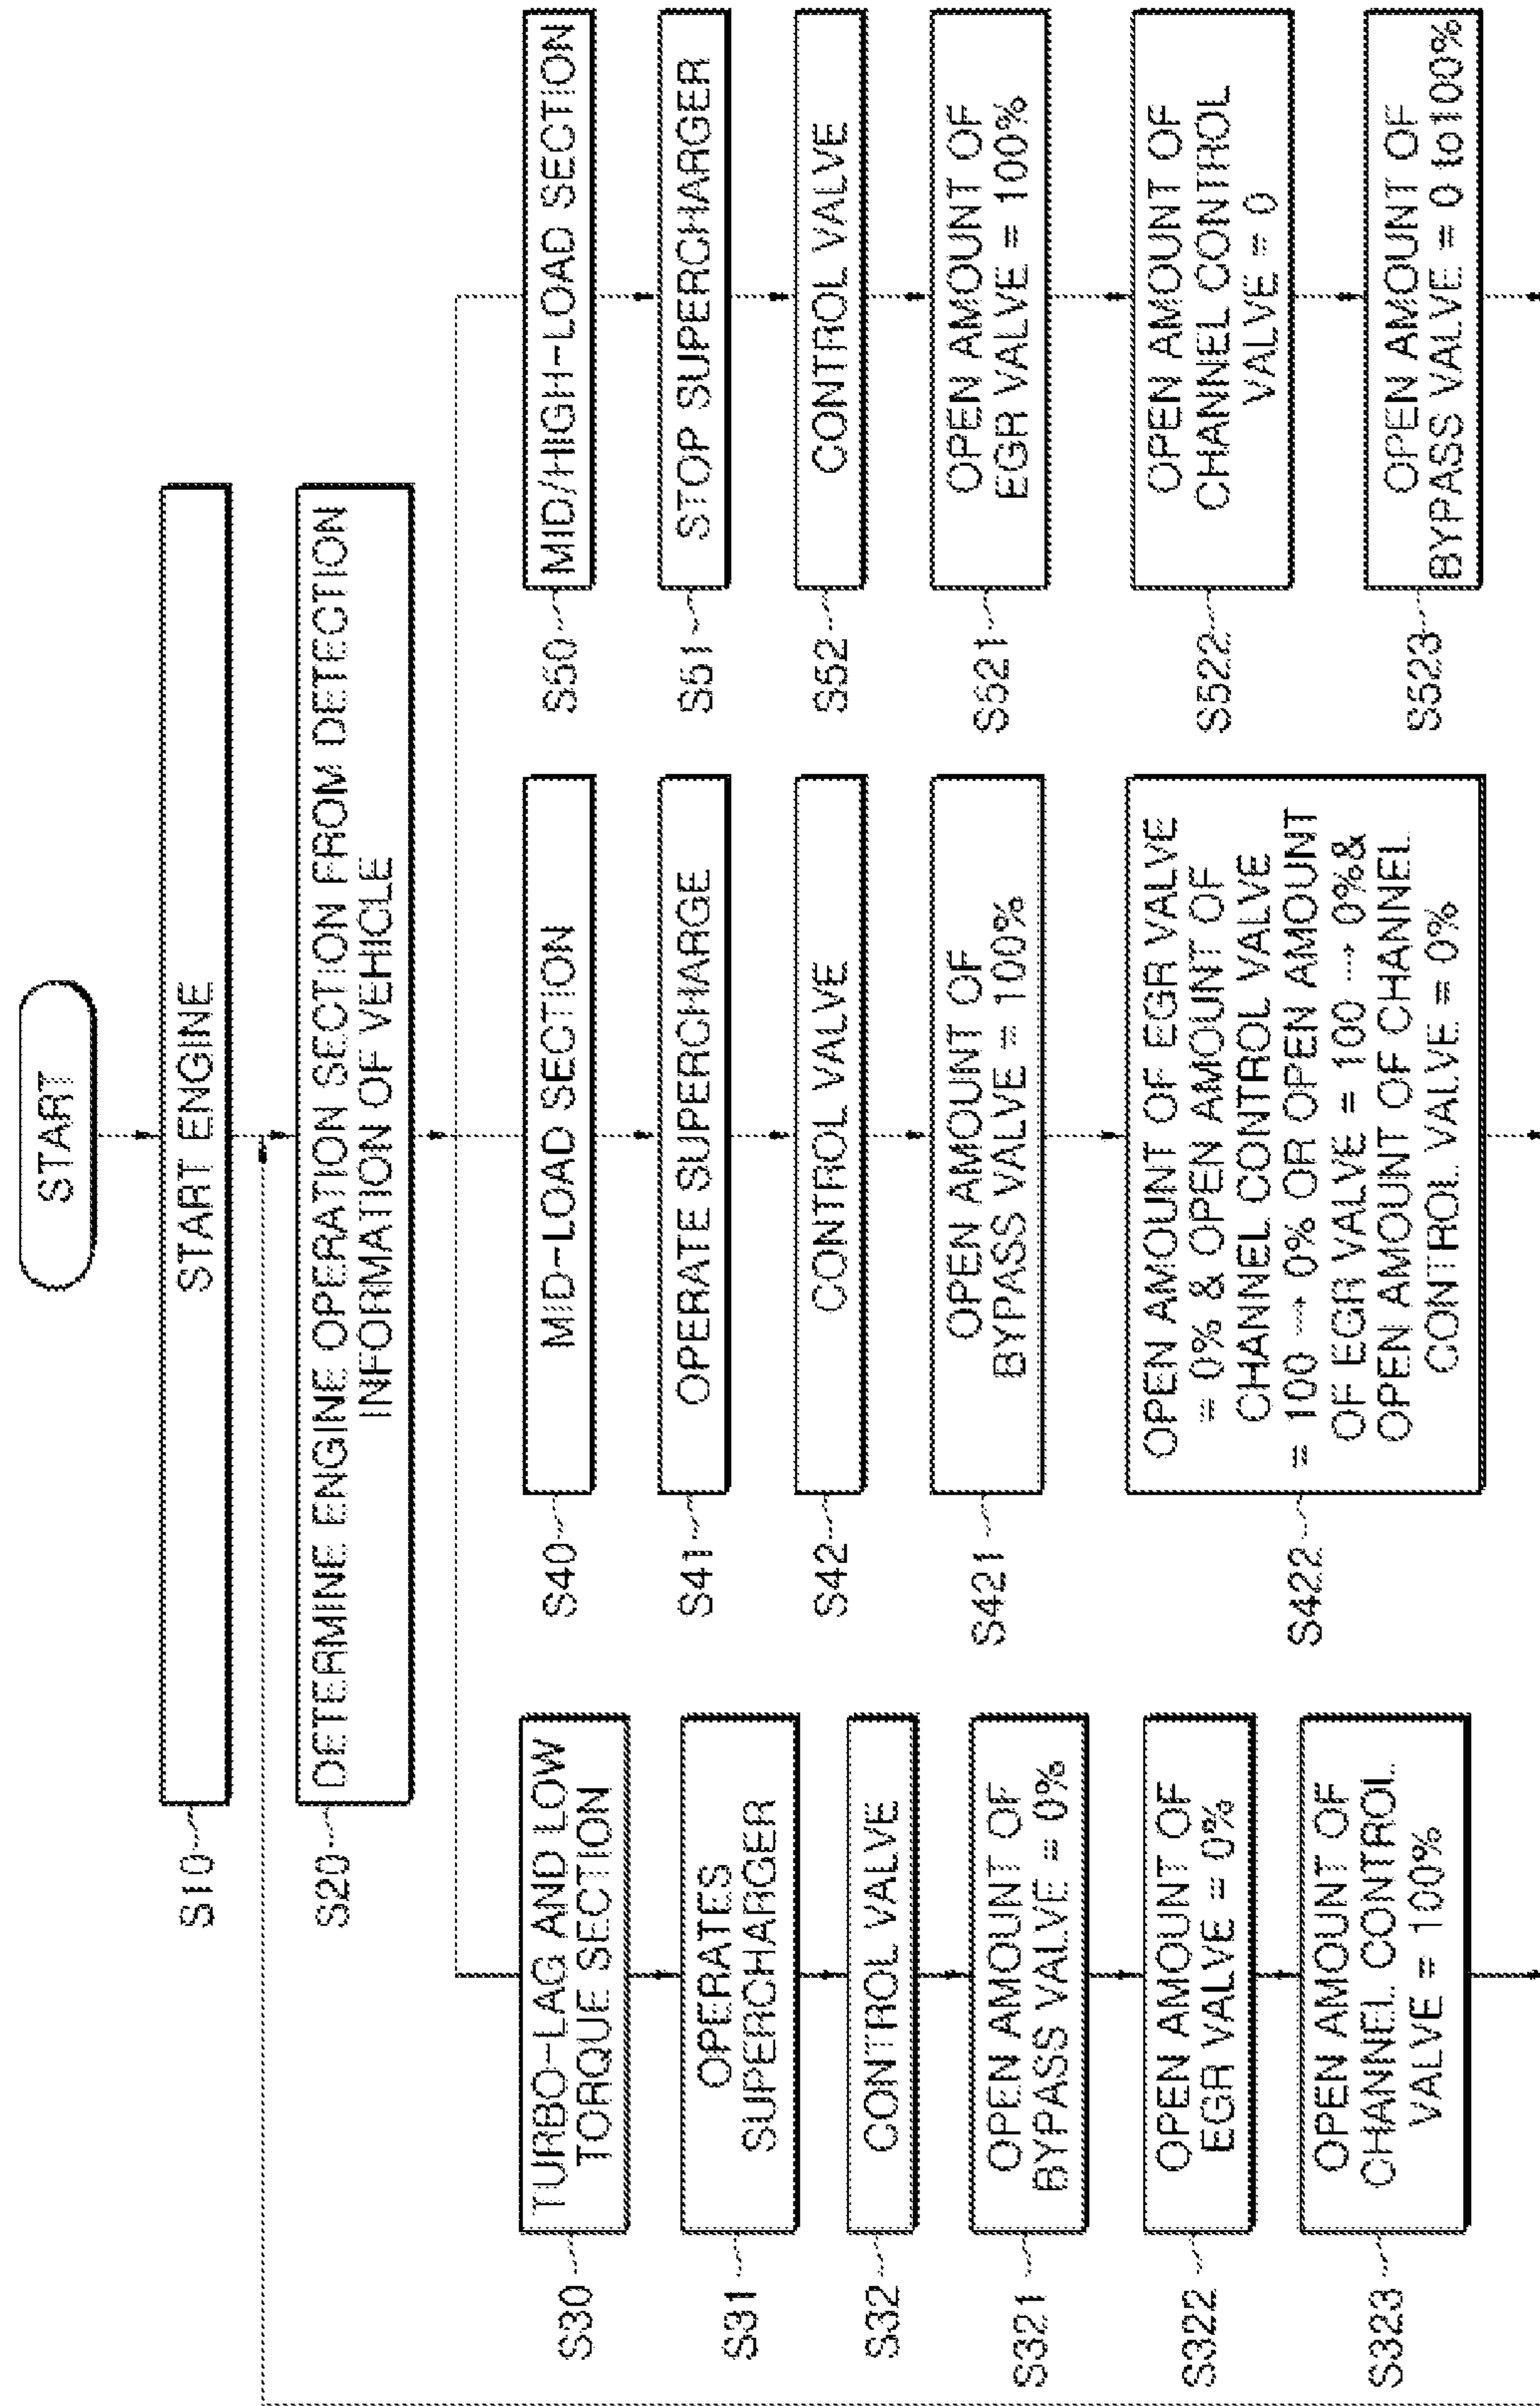 START
S10
START ENGINE
S20
DETERMINE ENGINE OPERATION SECTION FROM DETECTION
INFORMATION OF VEHICLE
S30
TURBO-LAG AND LOW
TORQUE SECTION
S31
OPERATES
SUPERCHARGER
S32
CONTROL VALVE
S321
OPEN AMOUNT OF
BYPASS VALVE = 0%
S322
OPEN AMOUNT OF
EGR VALVE = 0%
S323
OPEN AMOUNT OF
CHANNEL CONTROL
VALVE = 100%
S40
MID-LOAD SECTION
S41
OPERATE SUPERCHARGE
S42
CONTROL VALVE
S421
OPEN AMOUNT OF
BYPASS VALVE = 100%
S422
OPEN AMOUNT OF EGR VALVE
= 0% & OPEN AMOUNT OF
CHANNEL CONTROL VALVE
= 100 → 0% OR OPEN AMOUNT
OF EGR VALVE = 100 → 0%&
OPEN AMOUNT OF CHANNEL
CONTROL VALVE = 0%
S50
MID/HIGH-LOAD SECTION
S51
STOP SUPERCHARGER
S52
CONTROL VALVE
S521
OPEN AMOUNT OF
EGR VALVE = 100%
S522
OPEN AMOUNT OF
CHANNEL CONTROL
VALVE = 0
S523
OPEN AMOUNT OF
BYPASS VALVE = 0 to100%